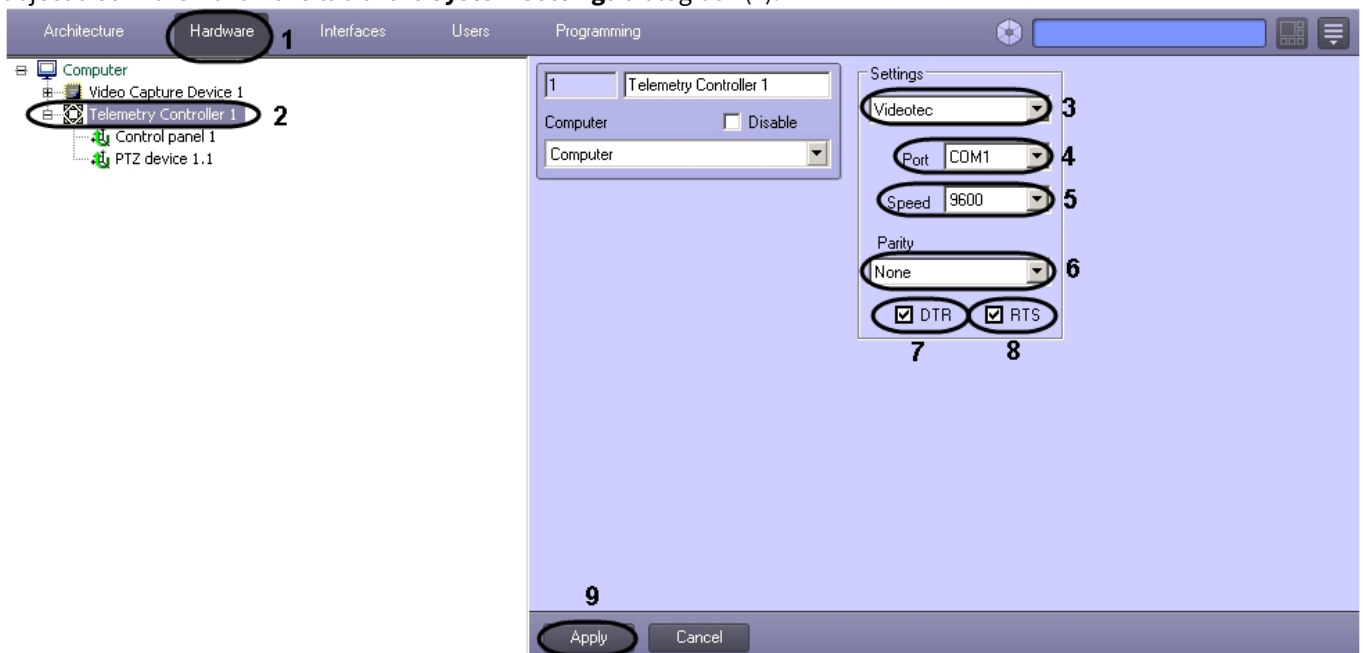 Architecture Hardware 1 Interfaces Users Programming
Computer
Video Capture Device 1
Telemetry Controller 1 2
Control panel 1
PTZ device 1.1
1 Telemetry Controller 1
Computer Disable
Computer
Settings
Videotec 3
Port COM1 4
Speed 9600 5
Parity
None 6
DTR RTS
7 8
9
Apply Cancel